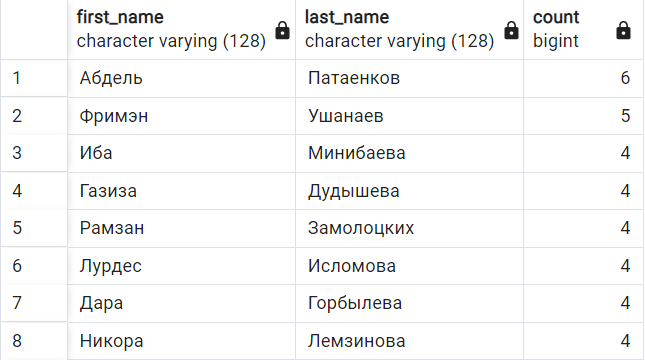 first_name last_name count
character varying (128) character varying (128) bigint
1 Абдель Патаенков 6
2 Фримэн Ушанаев 5
3 Иба Минибаева 4
4 Газиза Дудышева 4
5 Рамзан Замолоцких 4
6 Лурдес Исломова 4
7 Дара Горбылева 4
8 Никора Лемзинова 4